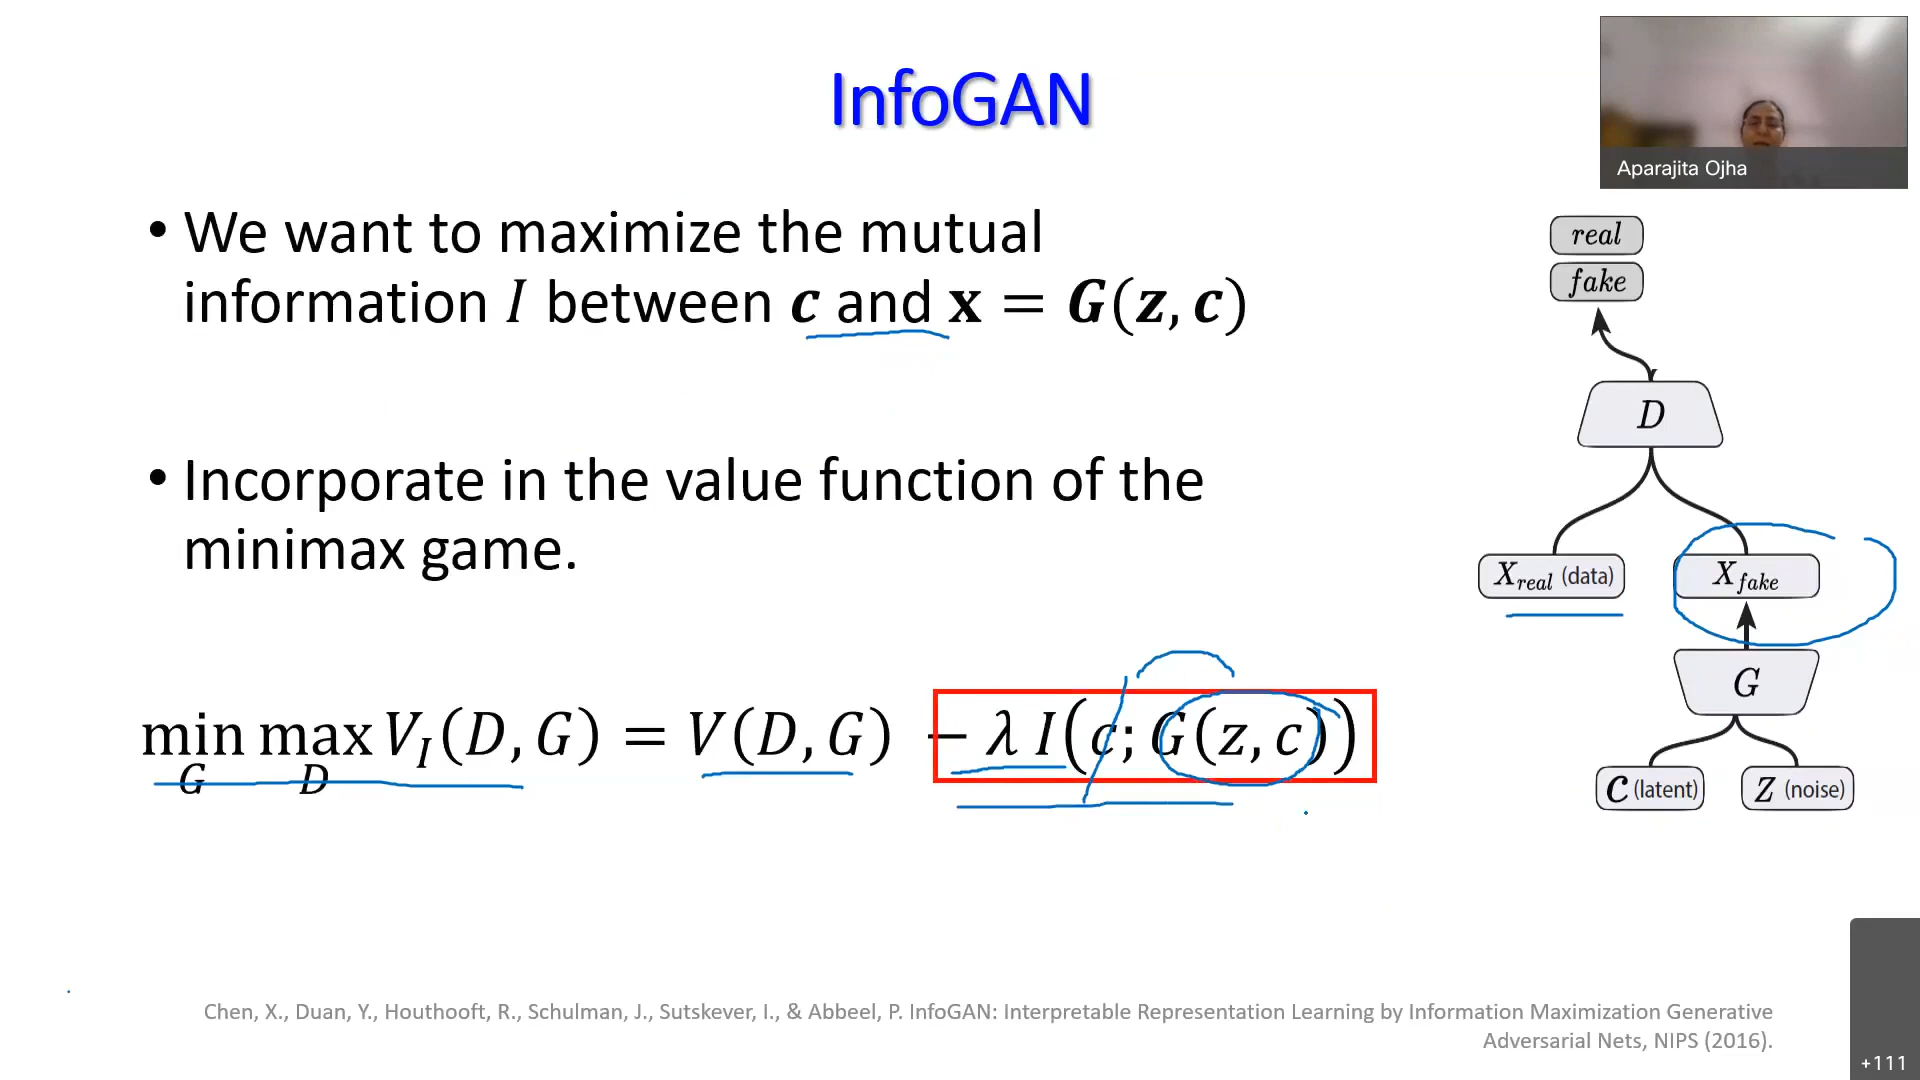 InfoGAN
Aparajita Ojha
• We want to maximize the mutual
information I between c and x = G(z, c)
• Incorporate in the value function of the
minimax game.
min max V_I(D, G) = V(D, G) − λ I(c; G(z, c))
G D
real
fake
D
X_real (data)
X_fake
G
C (latent)
Z (noise)
Chen, X., Duan, Y., Houthooft, R., Schulman, J., Sutskever, I., & Abbeel, P. InfoGAN: Interpretable Representation Learning by Information Maximization Generative
Adversarial Nets, NIPS (2016).
+111